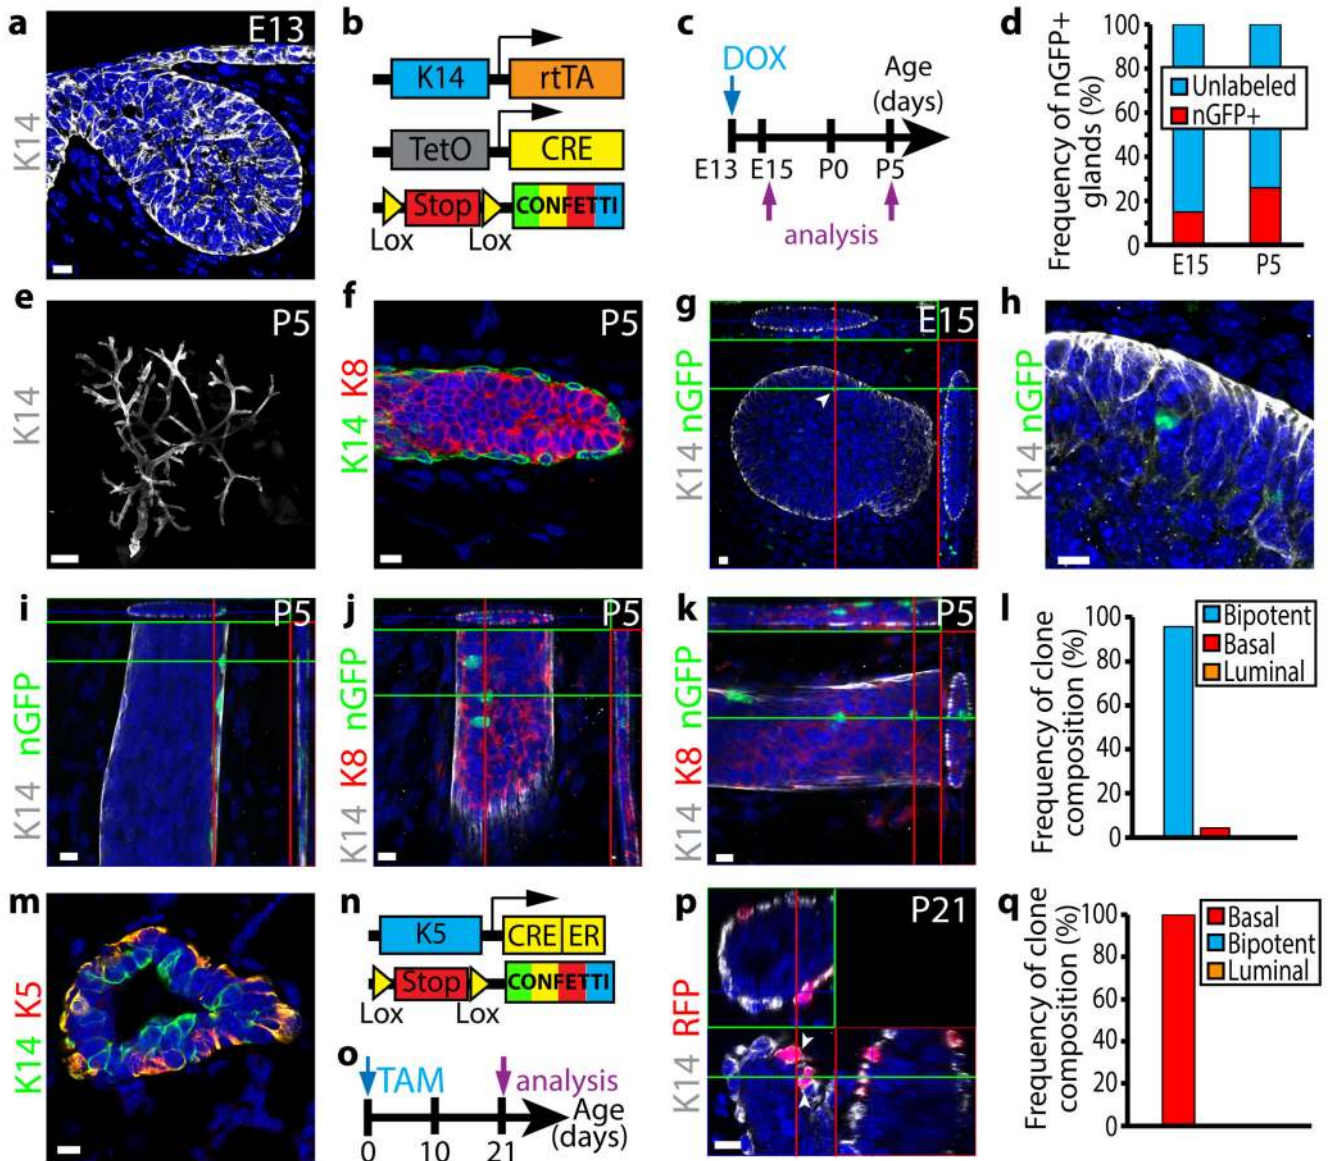 a
E13
K14
b
K14
rtTA
TetO
CRE
Stop
CONFETTI
Lox
Lox
c
DOX
Age
(days)
E13
E15
P0
P5
analysis
d
Frequency of nGFP+
glands (%)
100
80
60
40
20
0
Unlabeled
nGFP+
E15
P5
e
P5
K14
f
P5
K14 K8
g
E15
K14 nGFP
h
K14 nGFP
i
P5
K14 nGFP
j
P5
K14 K8 nGFP
k
P5
K14 K8 nGFP
l
Frequency of clone
composition (%)
100
80
60
40
20
0
Bipotent
Basal
Luminal
m
K14 K5
n
K5
CRE ER
Stop
CONFETTI
Lox
Lox
o
TAM
analysis
Age
(days)
0
10
21
p
P21
K14 RFP
q
Frequency of clone
composition (%)
100
80
60
40
20
0
Basal
Bipotent
Luminal